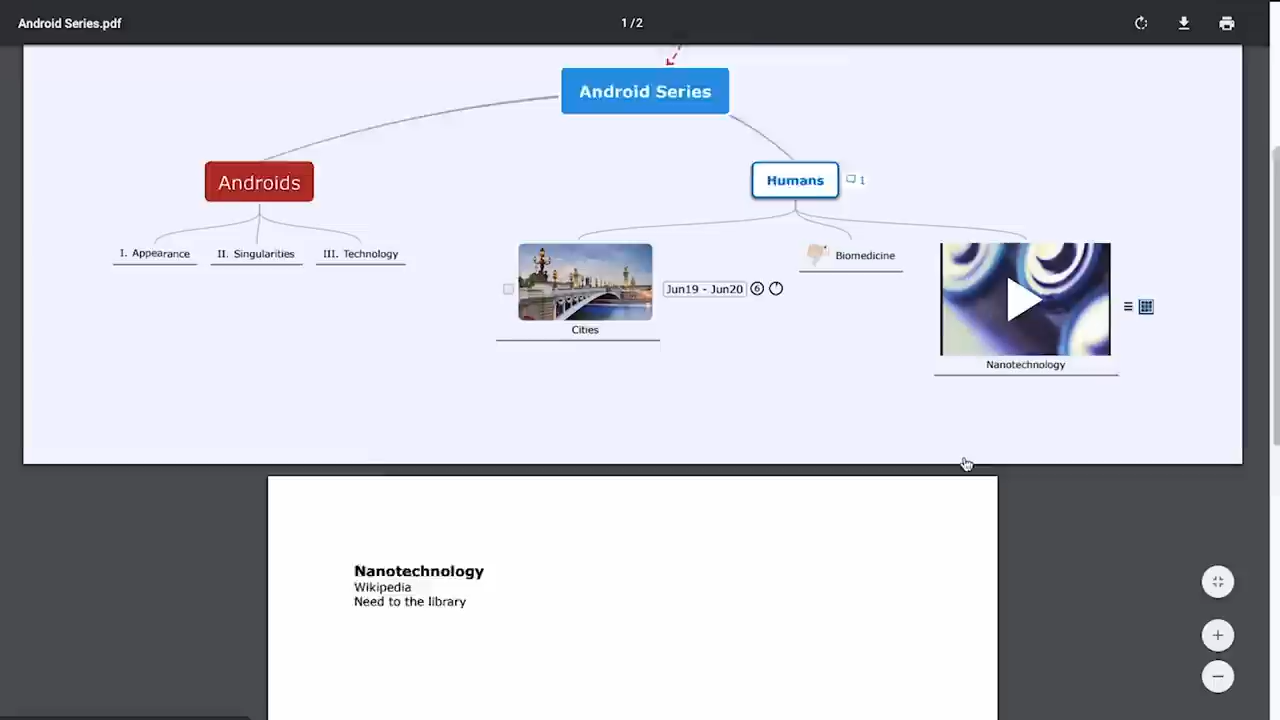 Android Series.pdf
1 / 2
Android Series
Androids
Humans
1
I. Appearance
II. Singularities
III. Technology
Biomedicine
Jun19 - Jun20
6
Cities
Nanotechnology
Nanotechnology
Wikipedia
Need to the library